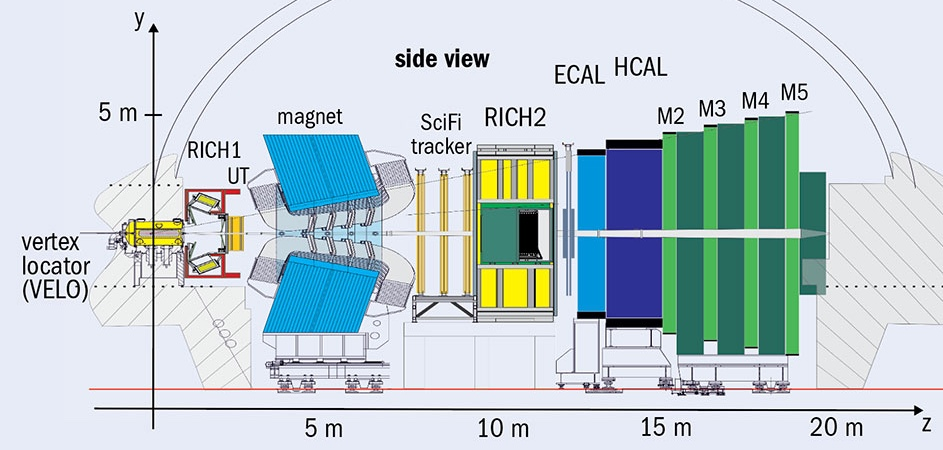 y
side view
ECAL
HCAL
5 m
magnet
SciFi
tracker
RICH2
M2
M3
M4
M5
RICH1
UT
vertex
locator
(VELO)
5 m
10 m
15 m
20 m
z